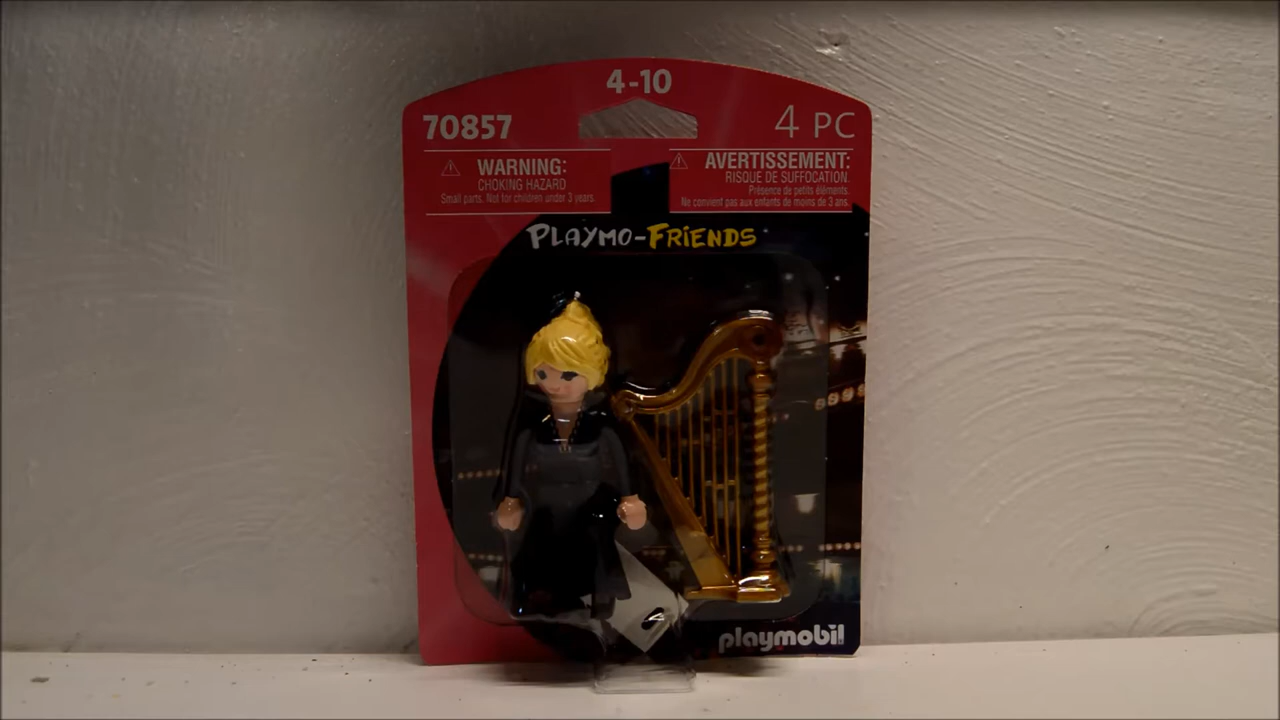 4-10
70857
4 PC
WARNING:
CHOKING HAZARD
Small parts. Not for children under 3 years.
AVERTISSEMENT:
RISQUE DE SUFFOCATION.
Présence de petits éléments.
Ne convient pas aux enfants de moins de 3 ans.
PLAYMO-FRIENDS
playmobil